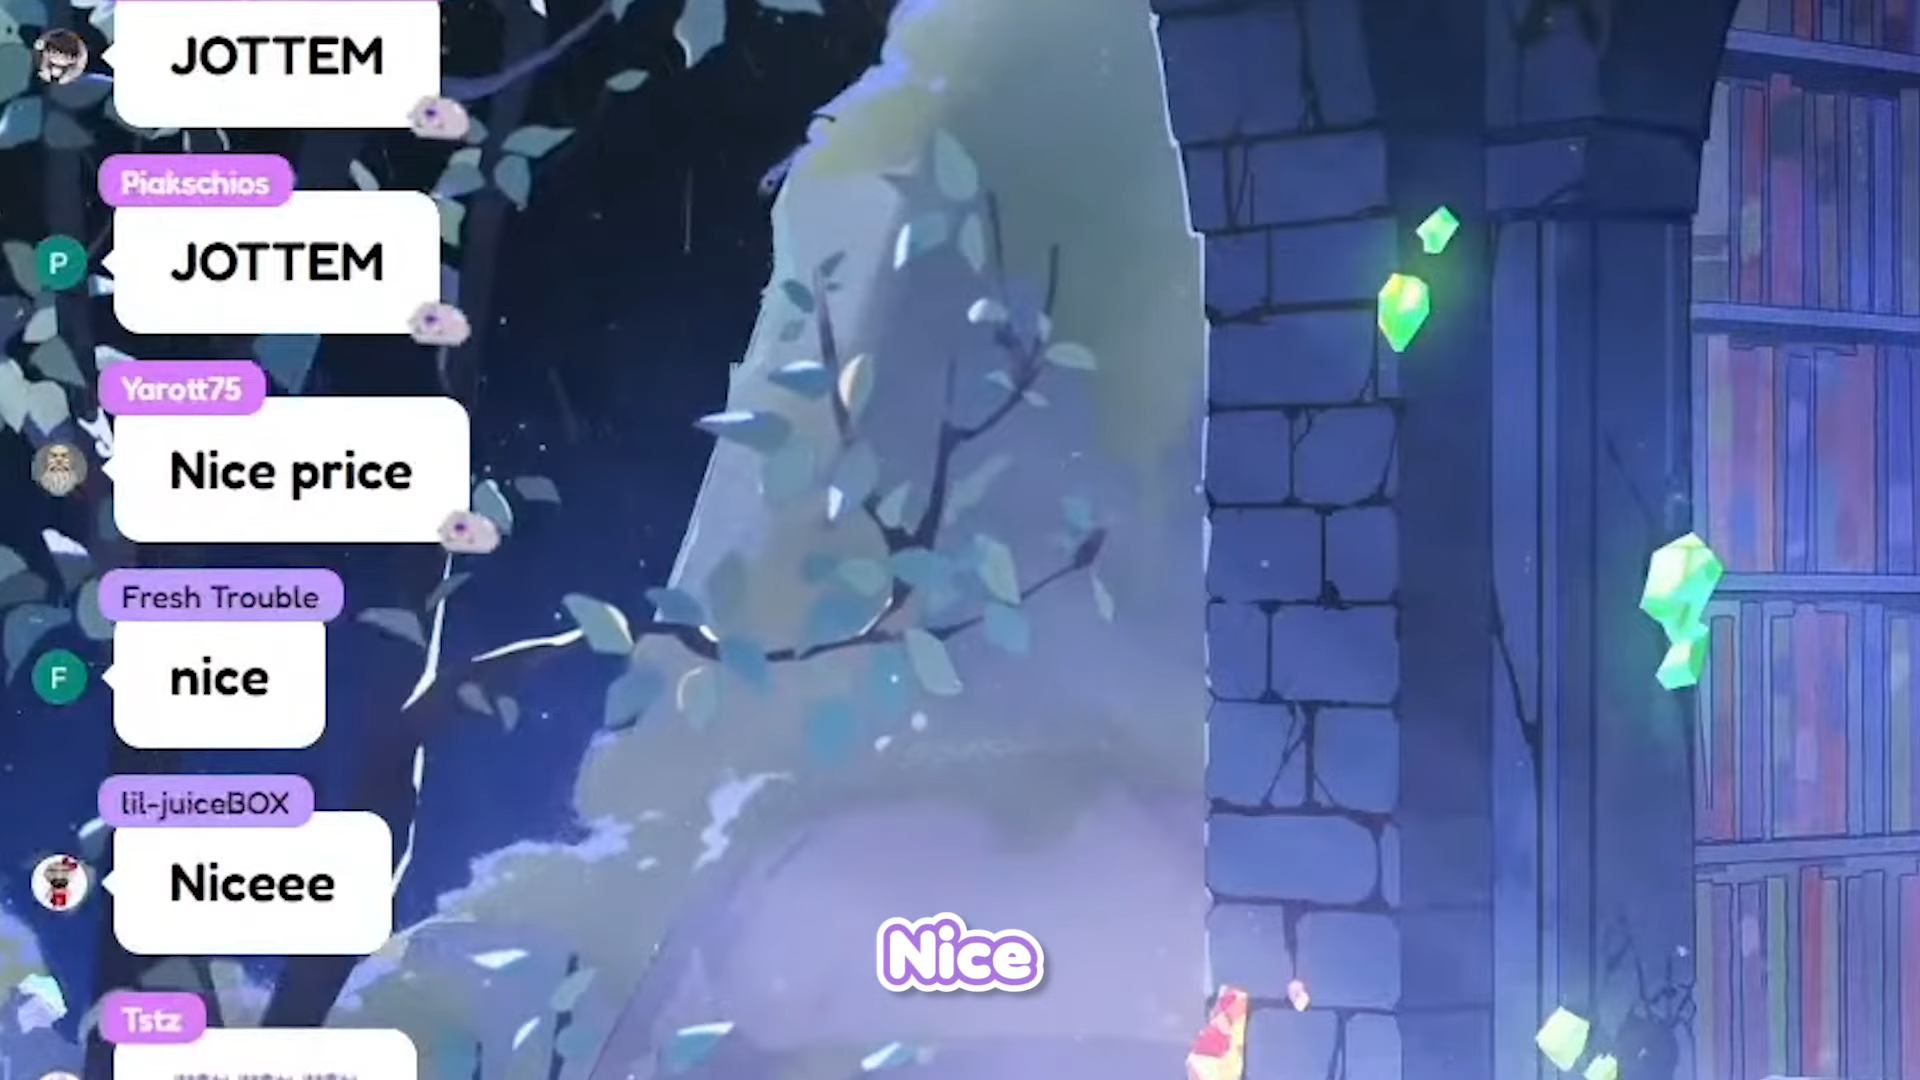 JOTTEM
Piakschios
P
JOTTEM
Yarott75
Nice price
Fresh Trouble
F
nice
lil-juiceBOX
Niceee
Nice
Tstz